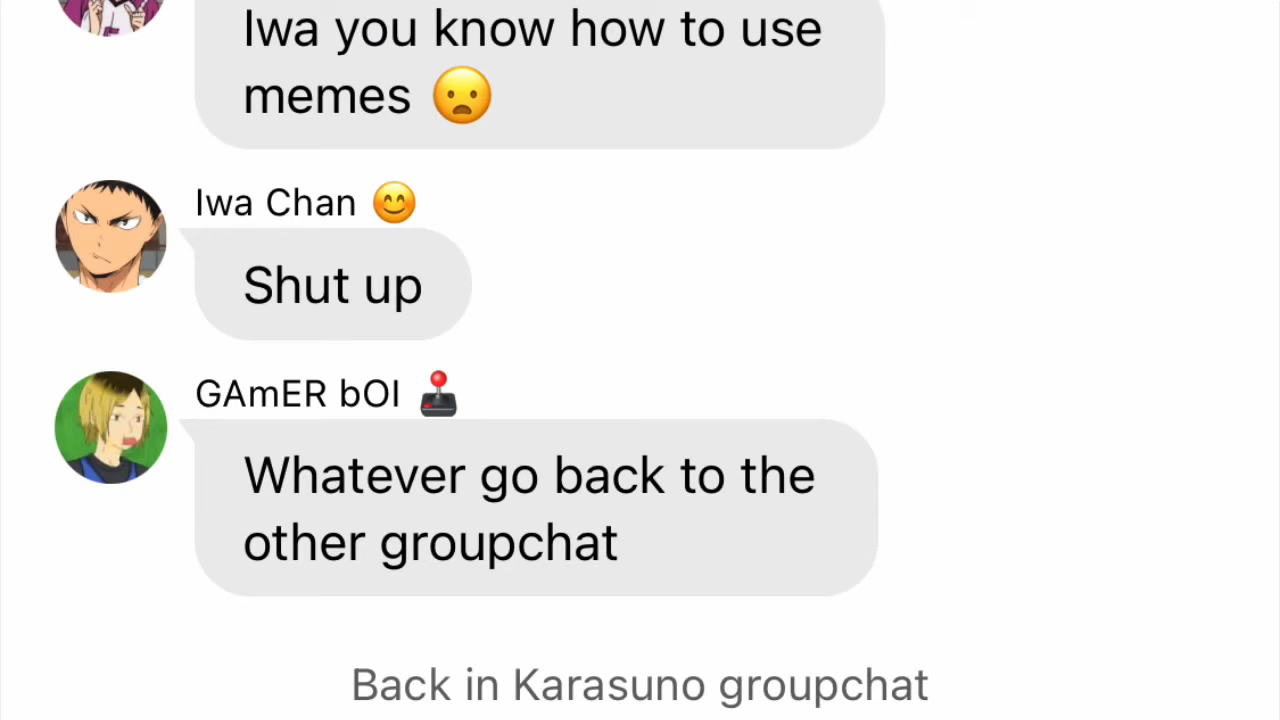 Iwa you know how to use
memes 😦
Iwa Chan 😊
Shut up
GAmER bOI 🕹️
Whatever go back to the
other groupchat
Back in Karasuno groupchat